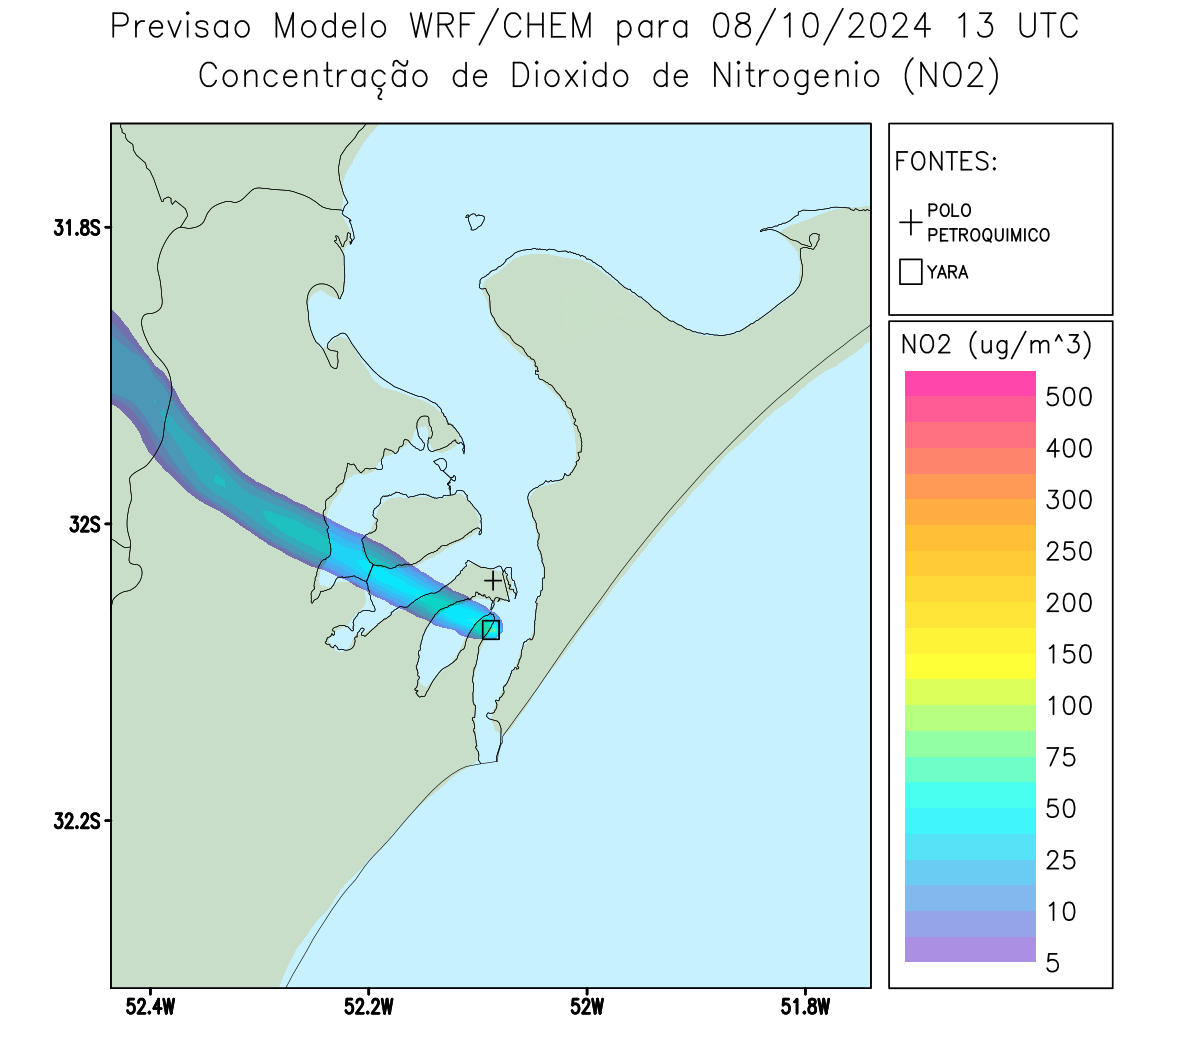 Previsao Modelo WRF/CHEM para 08/10/2024 13 UTC
Concentração de Dioxido de Nitrogenio (NO2)
FONTES:
POLO
PETROQUIMICO
YARA
NO2 (ug/m^3)
500
400
300
250
200
150
100
75
50
25
10
5
31.8S
32S
32.2S
52.4W
52.2W
52W
51.8W